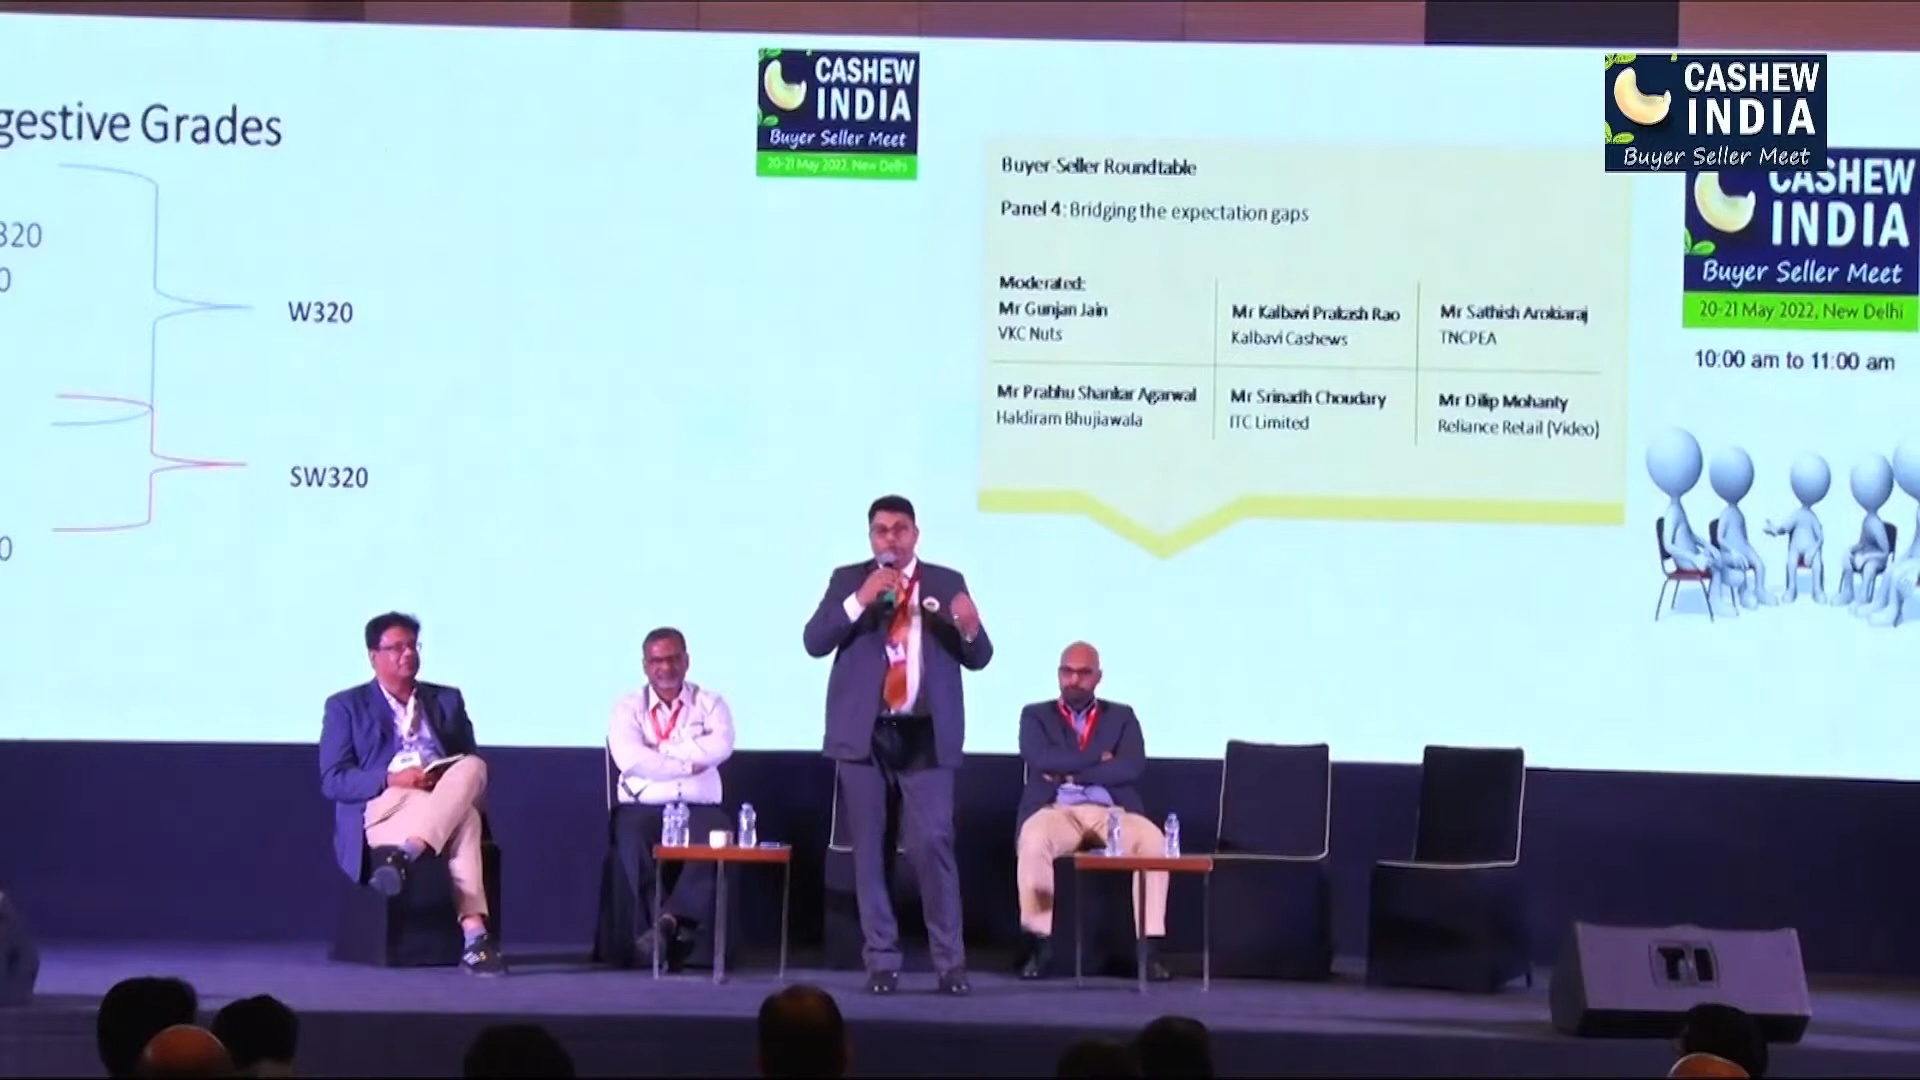 gestive Grades
320
0
W320
SW320
0
CASHEW
INDIA
Buyer Seller Meet
20-21 May 2022, New Delhi
Buyer-Seller Roundtable
Panel 4: Bridging the expectation gaps
Moderated:
Mr Gunjan Jain
VKC Nuts
Mr Kalbavi Prakash Rao
Kalbavi Cashews
Mr Sathish Arokiaraj
TNCPEA
Mr Prabhu Shankar Agarwal
Haldiram Bhujiawala
Mr Srinadh Choudary
ITC Limited
Mr Dilip Mohanty
Reliance Retail (Video)
CASHEW
INDIA
Buyer Seller Meet
CASHEW
INDIA
Buyer Seller Meet
20-21 May 2022, New Delhi
10:00 am to 11:00 am